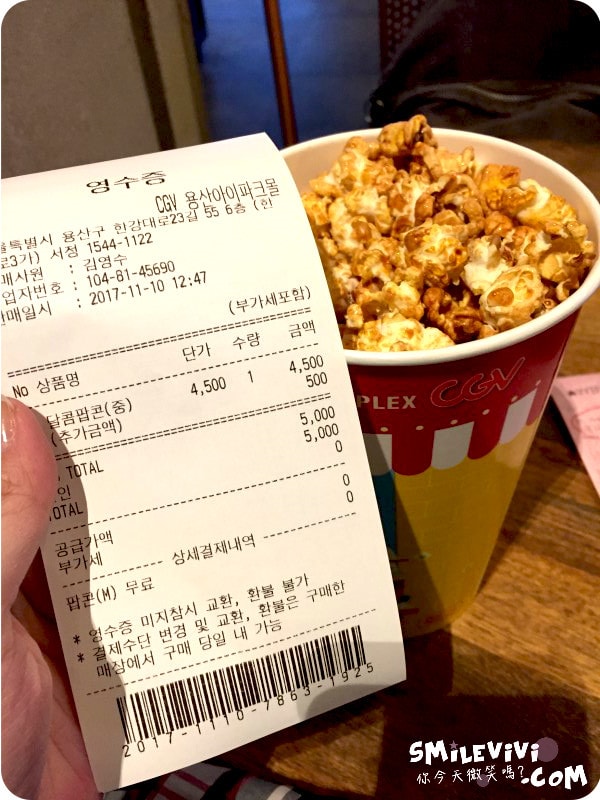 영수증
CGV 용산아이파크몰
울특별시 용산구 한강대로23길 55 6층 (한
로3가) 서정 1544-1122
매사원 : 김영수
업자번호 : 104-81-45690
판매일시 : 2017-11-10 12:47
(부가세포함)
No 상품명 단가 수량 금액
달콤팝콘(중) 4,500 1 4,500
(추가금액) 500
5,000
TOTAL 5,000
인 0
TOTAL 0
공급가액 0
부가세
상세결제내역
팝콘(M) 무료
* 영수증 미지참시 교환, 환불 불가
* 결제수단 변경 및 교환, 환불은 구매한
매장에서 구매 당일 내 가능
2017-1110-7863-1925
PLEX CGV
SMILEVIVI
你今天微笑嗎?.COM